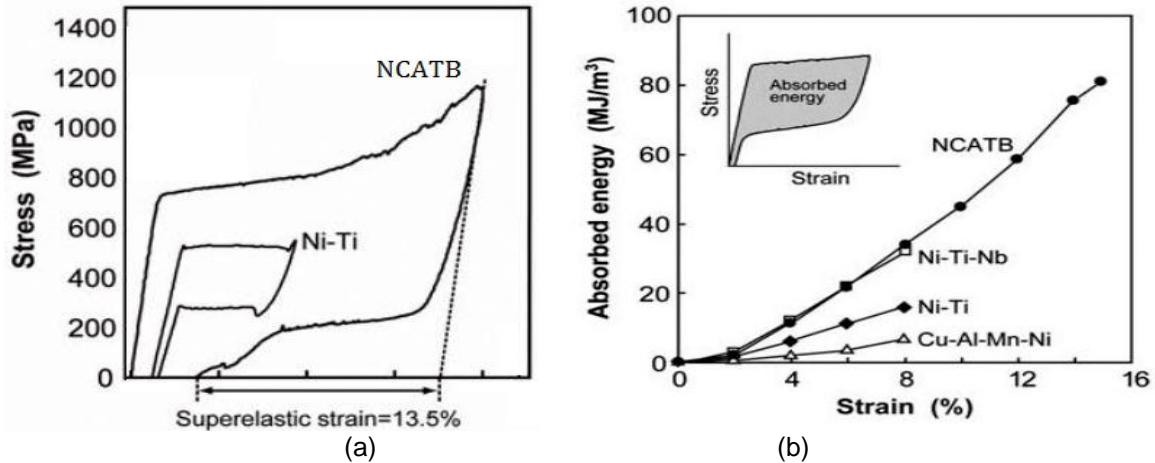 1400
1200
1000
800
600
400
200
0
Stress (MPa)
NCATB
Ni-Ti
Superelastic strain=13.5%
(a)
100
80
60
40
20
0
Absorbed energy (MJ/m³)
Stress
Absorbed
energy
Strain
NCATB
Ni-Ti-Nb
Ni-Ti
Cu-Al-Mn-Ni
0 4 8 12 16
Strain (%)
(b)